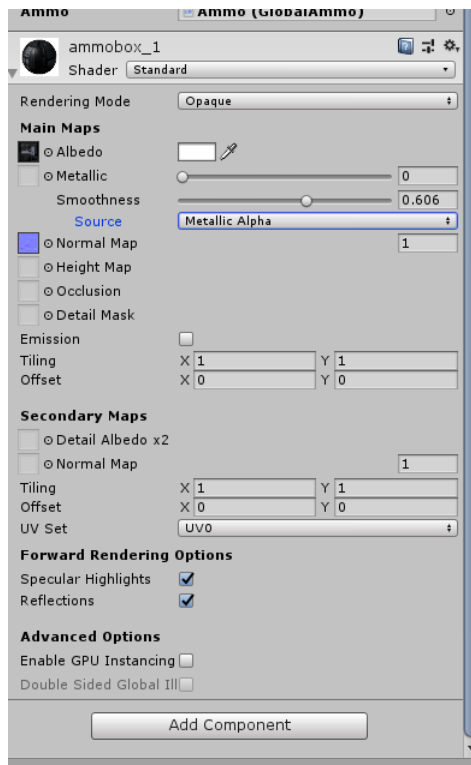 Ammo Ammo (GlobalAmmo)
ammobox_1
Shader Standard
Rendering Mode Opaque
Main Maps
Albedo
Metallic 0
Smoothness 0.606
Source Metallic Alpha
Normal Map 1
Height Map
Occlusion
Detail Mask
Emission
Tiling X 1 Y 1
Offset X 0 Y 0
Secondary Maps
Detail Albedo x2
Normal Map 1
Tiling X 1 Y 1
Offset X 0 Y 0
UV Set UV0
Forward Rendering Options
Specular Highlights
Reflections
Advanced Options
Enable GPU Instancing
Double Sided Global Ill
Add Component